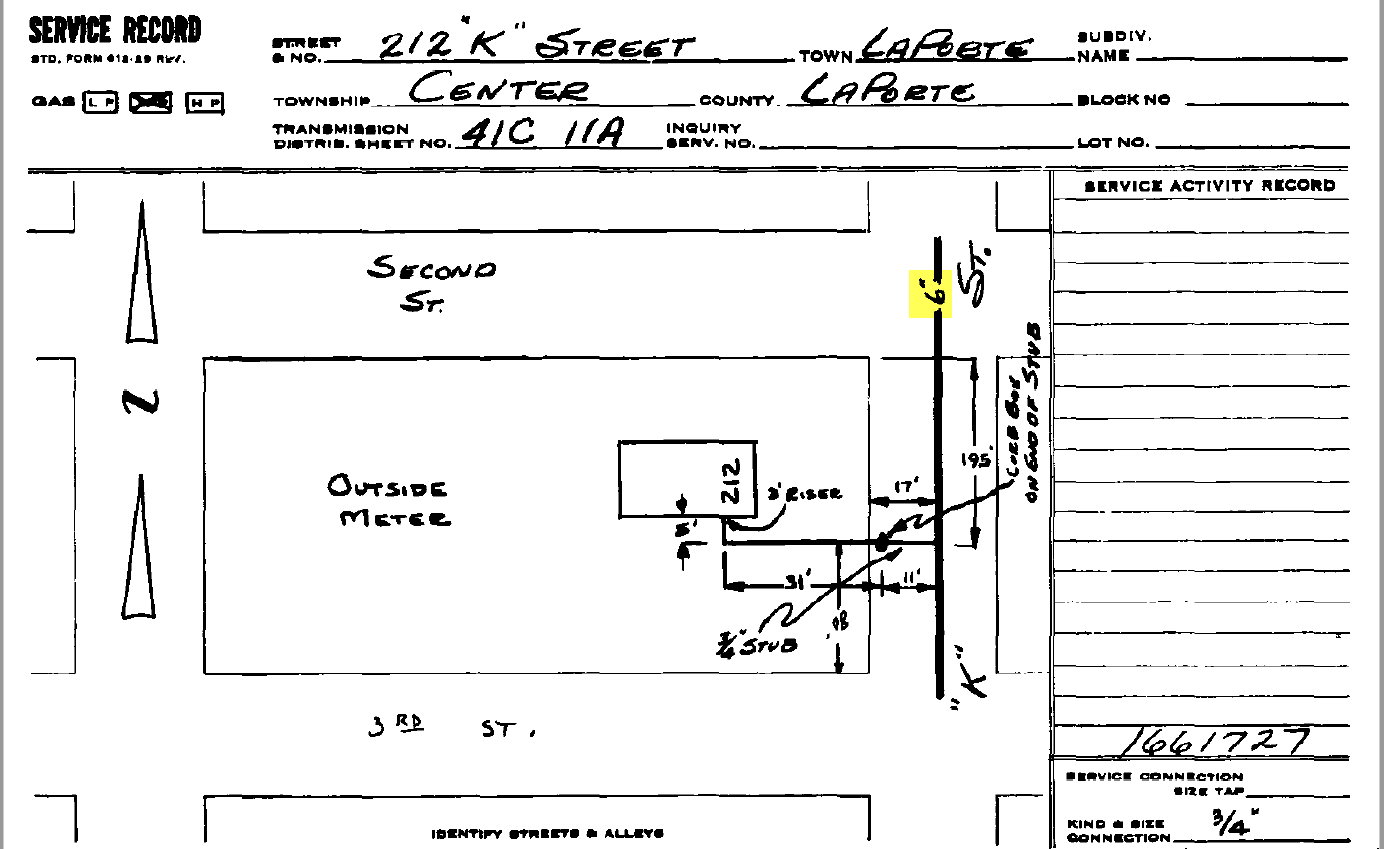 SERVICE RECORD
STD. FORM 612-29 REV.
GAS L P H P
STREET & NO. 212 "K" STREET
TOWN LAPORTE
SUBDIV. NAME
TOWNSHIP CENTER
COUNTY LAPORTE
BLOCK NO
TRANSMISSION DISTRIB. SHEET NO. 41C 11A
INQUIRY SERV. NO.
LOT NO.
SERVICE ACTIVITY RECORD
SECOND
ST.
6"
ST.
CURB BOX
ON END OF STUB
N
195'
212
3' RISER
17'
OUTSIDE
METER
31'
11'
3/4" STUB
"K"
3RD ST.
1661727
SERVICE CONNECTION
SIZE TAP
KIND & SIZE
CONNECTION 3/4"
IDENTIFY STREETS & ALLEYS